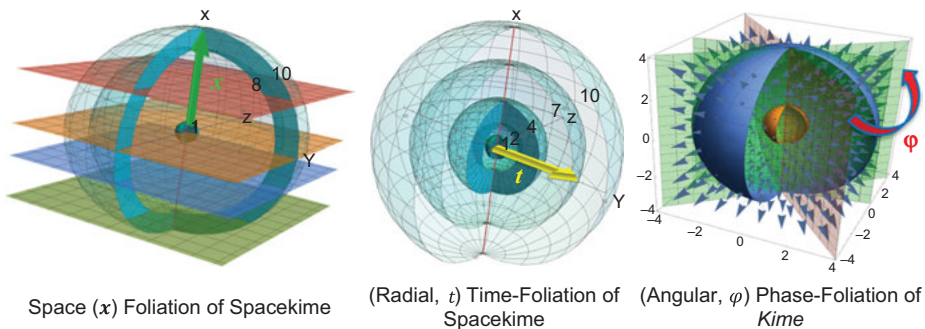 x
10
8
x
z
1
Y
Space (x) Foliation of Spacekime
x
10
7
z
4
2
1
t
Y
(Radial, t) Time-Foliation of
Spacekime
4
2
0
−2
−4
−4
−2
0
2
4
−4
−2
0
2
4
φ
(Angular, φ) Phase-Foliation of
Kime